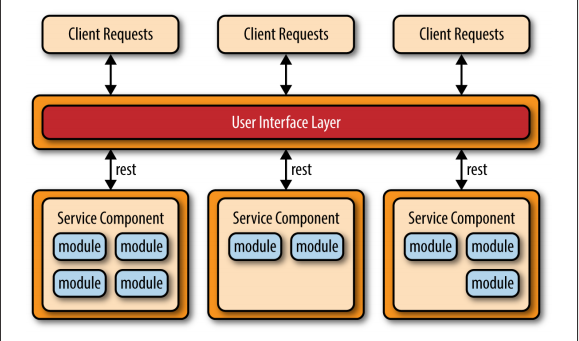 Client Requests Client Requests Client Requests
User Interface Layer
rest rest rest
Service Component Service Component Service Component
module module module module module module
module module module